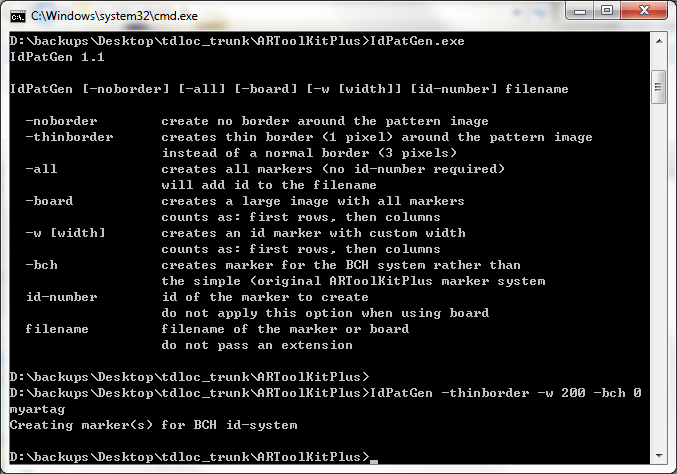 C:\Windows\system32\cmd.exe
D:\backups\Desktop\tdloc_trunk\ARToolKitPlus>IdPatGen.exe
IdPatGen 1.1
IdPatGen [-noborder] [-all] [-board] [-w [width]] [id-number] filename
-noborder create no border around the pattern image
-thinborder creates thin border (1 pixel) around the pattern image
instead of a normal border (3 pixels)
-all creates all markers (no id-number required)
will add id to the filename
-board creates a large image with all markers
counts as: first rows, then columns
-w [width] creates an id marker with custom width
counts as: first rows, then columns
-bch creates marker for the BCH system rather than
the simple (original ARToolKitPlus marker system
id-number id of the marker to create
do not apply this option when using board
filename filename of the marker or board
do not pass an extension
D:\backups\Desktop\tdloc_trunk\ARToolKitPlus>
D:\backups\Desktop\tdloc_trunk\ARToolKitPlus>IdPatGen -thinborder -w 200 -bch 0
myartag
Creating marker(s) for BCH id-system
D:\backups\Desktop\tdloc_trunk\ARToolKitPlus>_